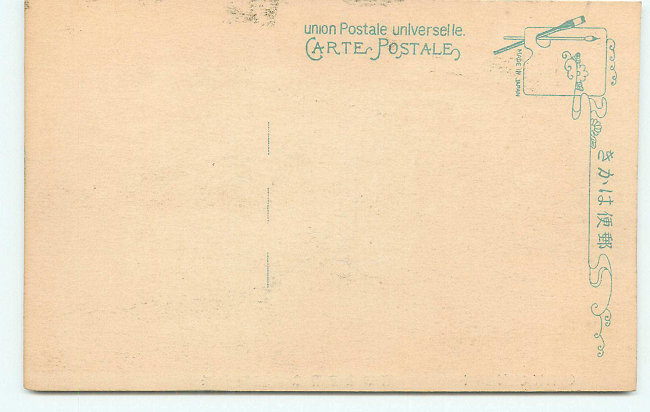 union Postale universelle.
CARTE POSTALE
MADE IN JAPAN
郵便はかき